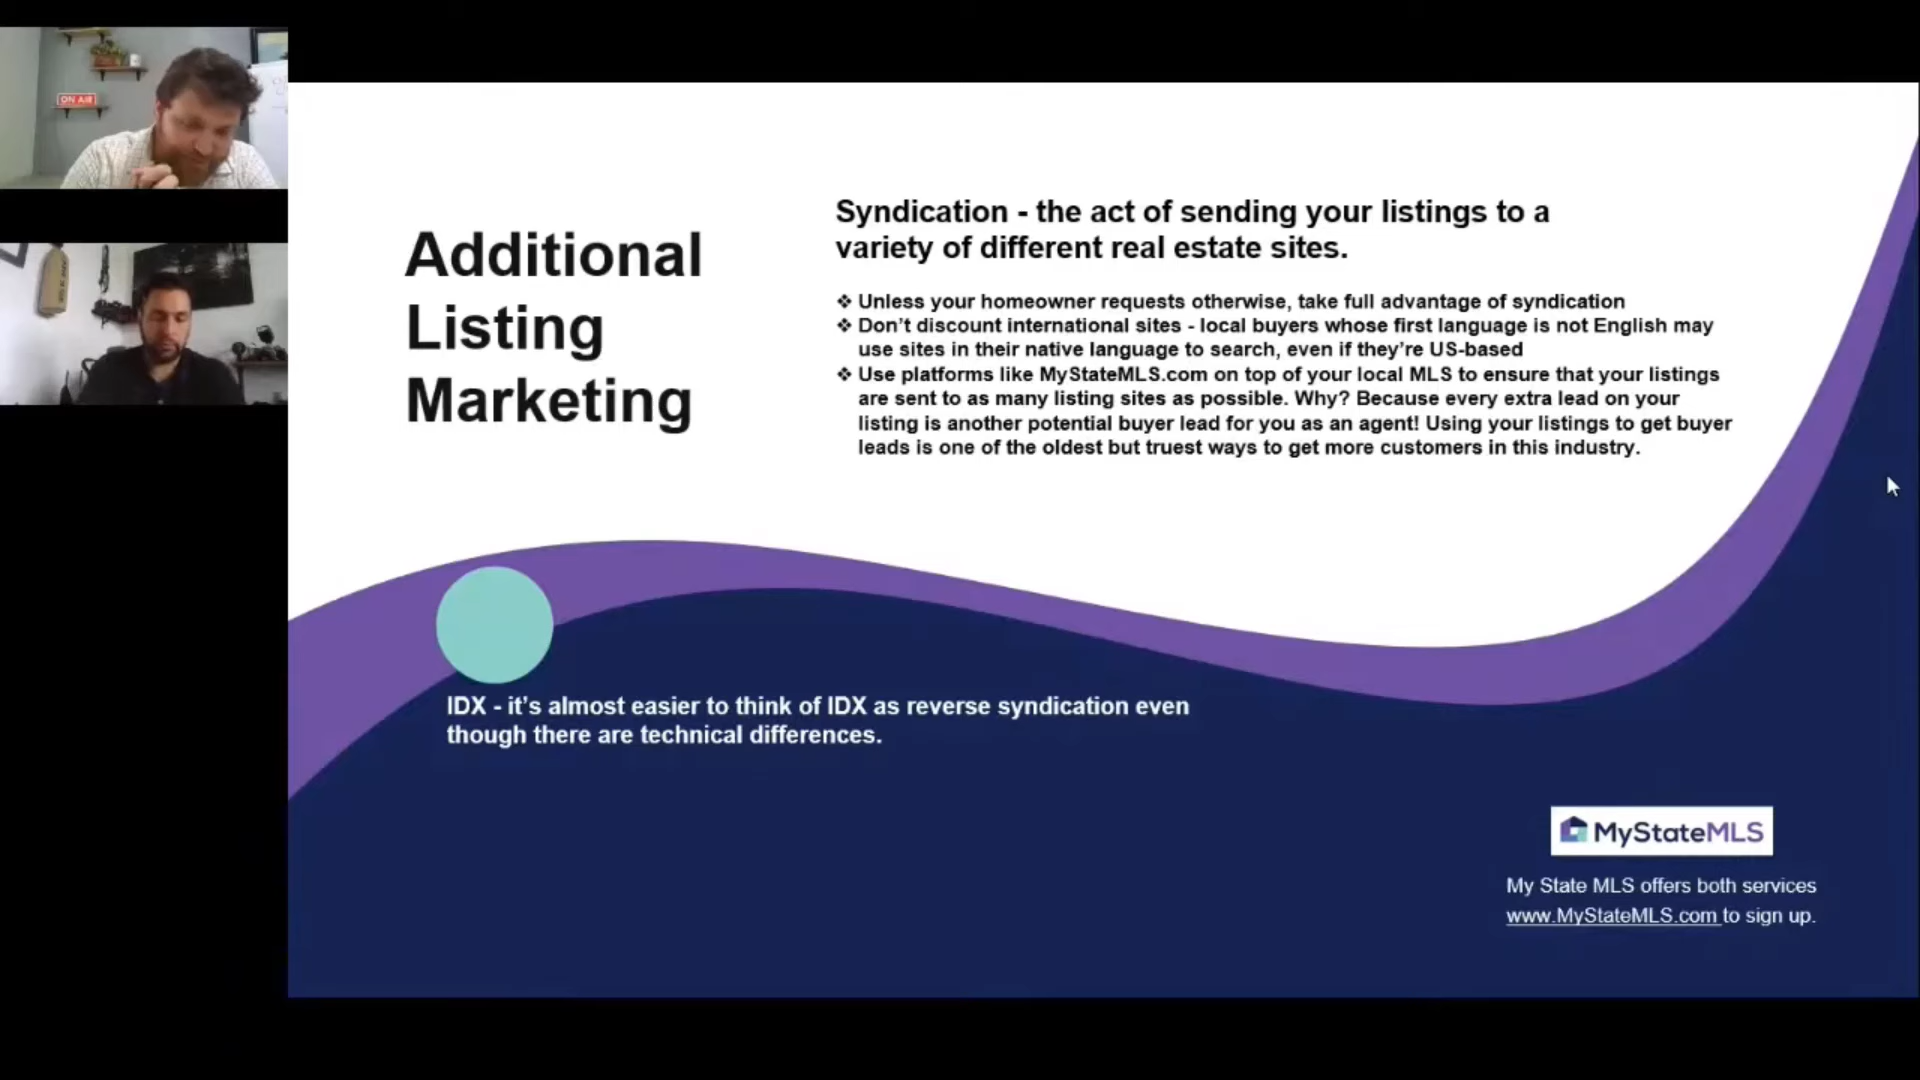 ON AIR
Additional
Listing
Marketing
Syndication - the act of sending your listings to a
variety of different real estate sites.
❖ Unless your homeowner requests otherwise, take full advantage of syndication
❖ Don’t discount international sites - local buyers whose first language is not English may
use sites in their native language to search, even if they’re US-based
❖ Use platforms like MyStateMLS.com on top of your local MLS to ensure that your listings
are sent to as many listing sites as possible. Why? Because every extra lead on your
listing is another potential buyer lead for you as an agent! Using your listings to get buyer
leads is one of the oldest but truest ways to get more customers in this industry.
IDX - it’s almost easier to think of IDX as reverse syndication even
though there are technical differences.
MyStateMLS
My State MLS offers both services
www.MyStateMLS.com to sign up.